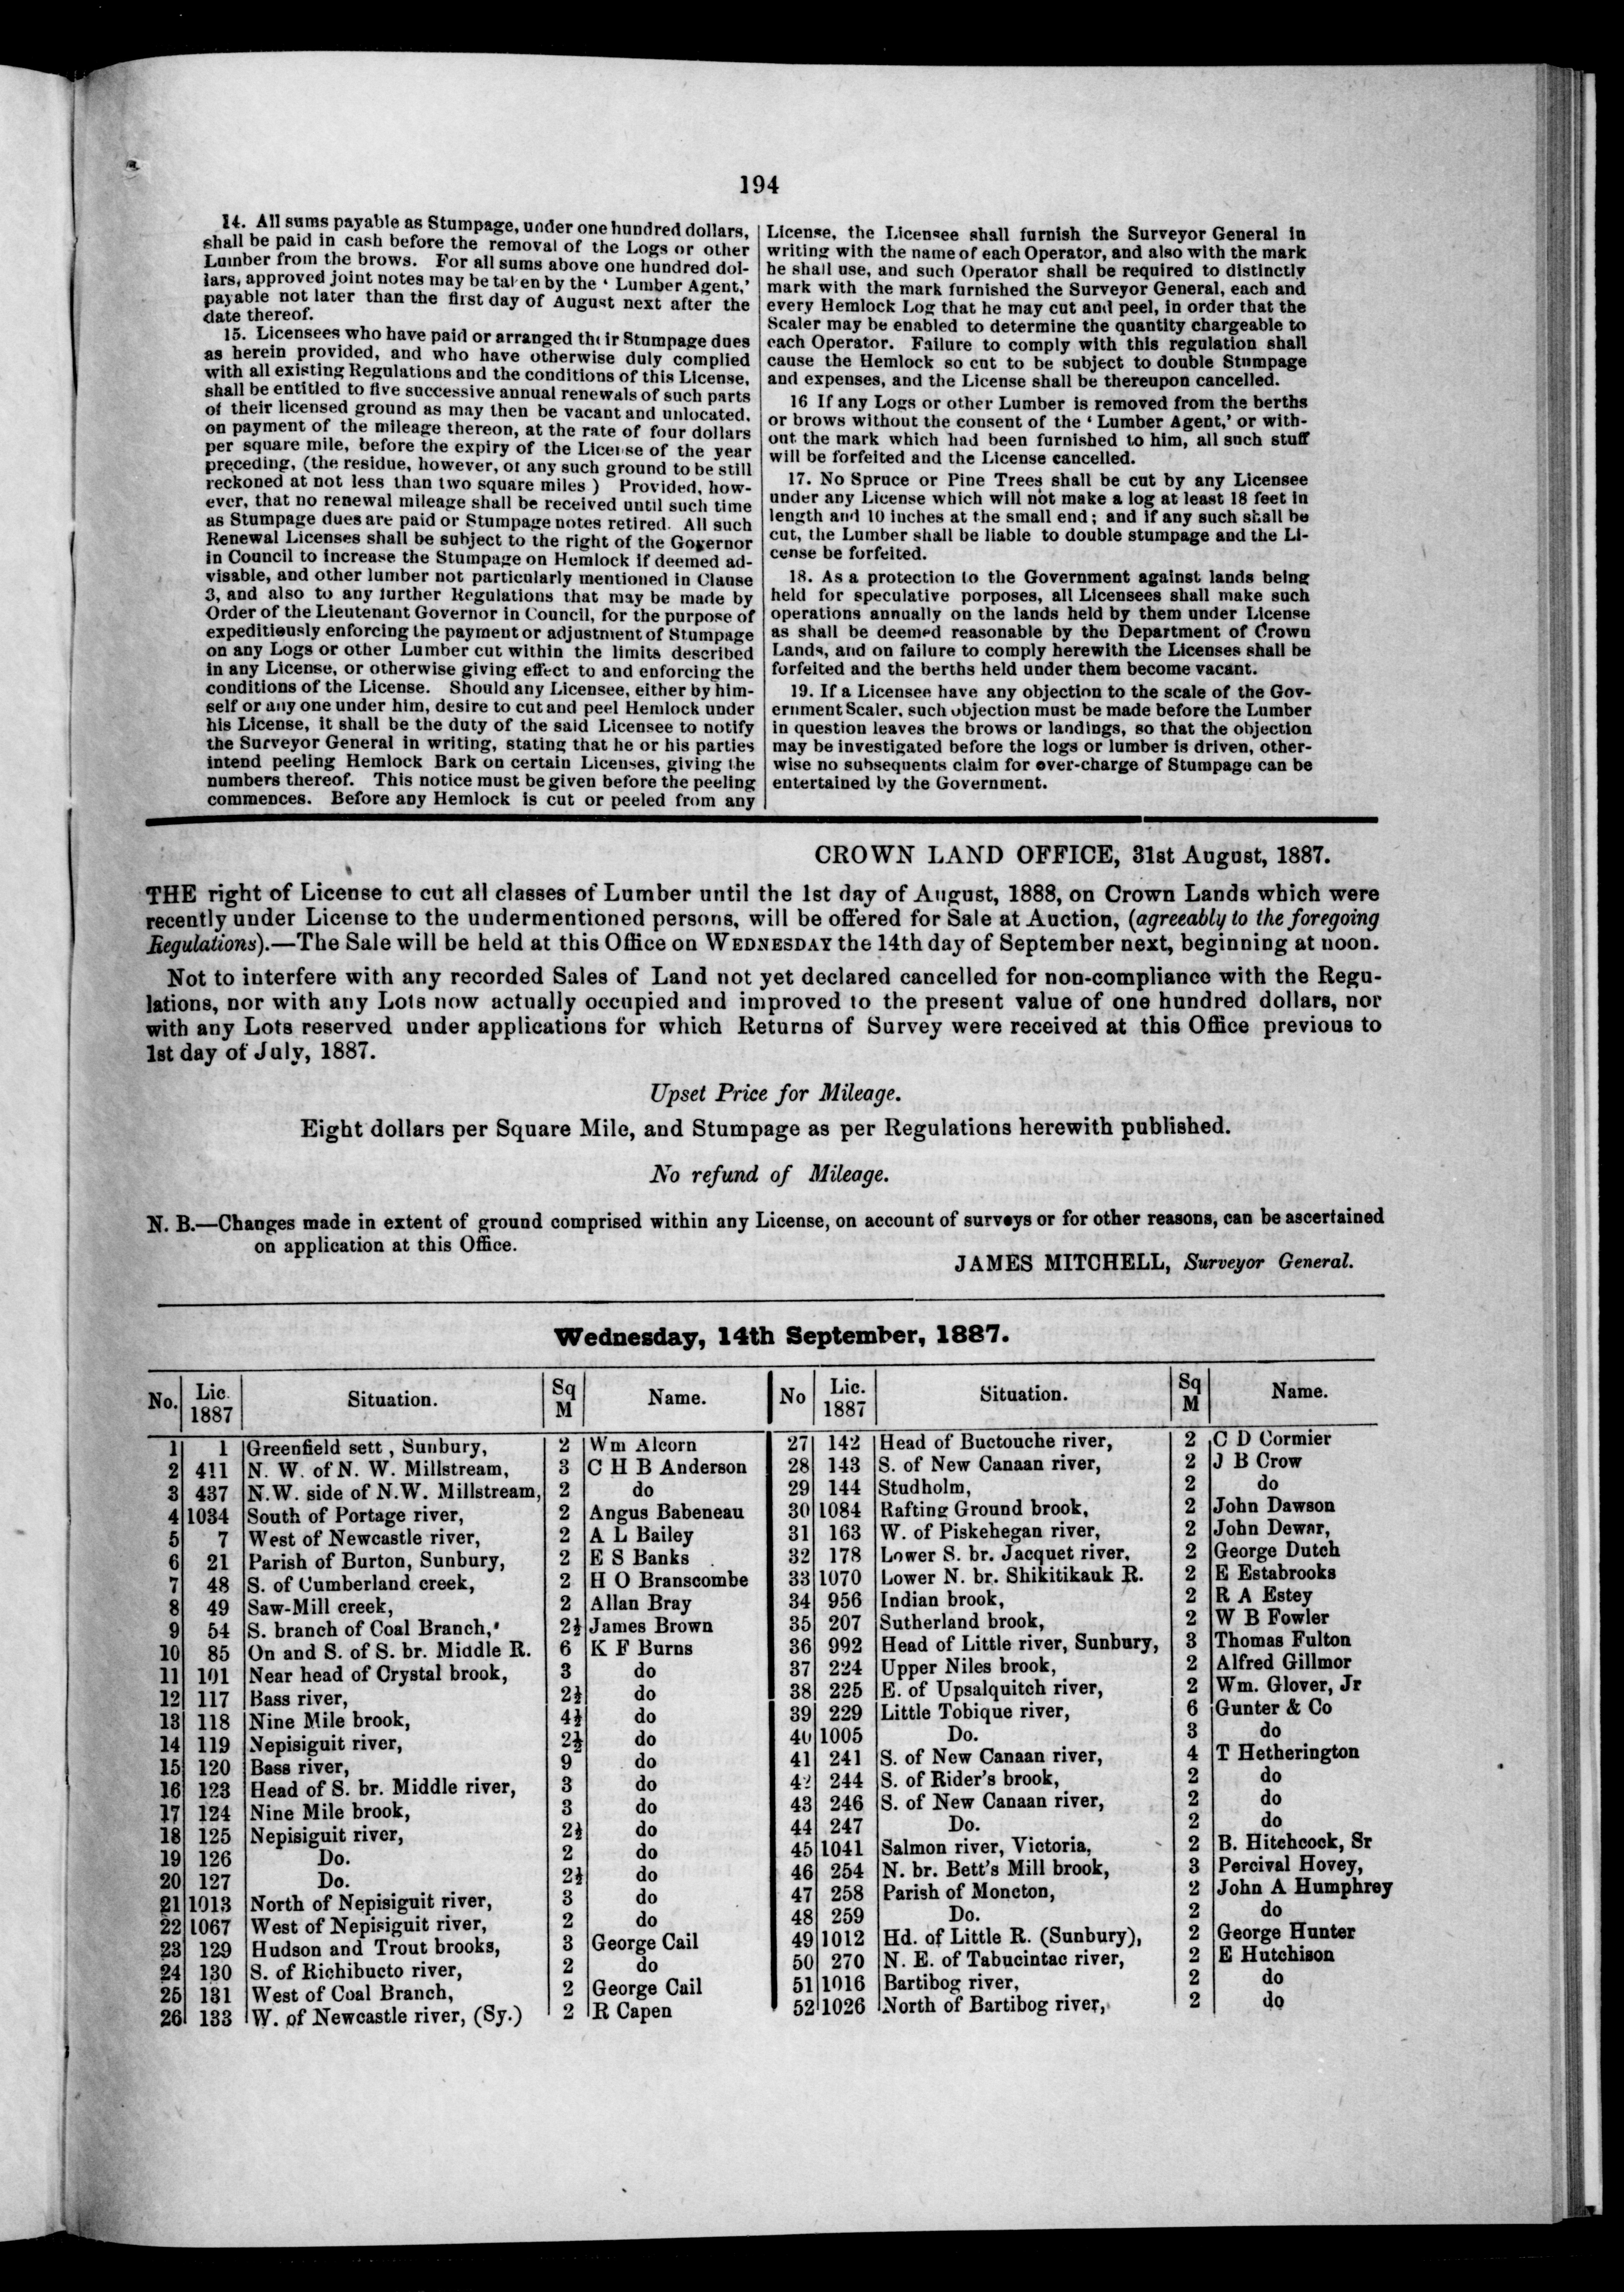 194
14. All sums payable as Stumpage, under one hundred dollars,
shall be paid in cash before the removal of the Logs or other
Lumber from the brows. For all sums above one hundred dol-
lars, approved joint notes may be taken by the ‘ Lumber Agent,’
payable not later than the first day of August next after the
date thereof.
15. Licensees who have paid or arranged their Stumpage dues
as herein provided, and who have otherwise duly complied
with all existing Regulations and the conditions of this License,
shall be entitled to five successive annual renewals of such parts
of their licensed ground as may then be vacant and unlocated,
on payment of the mileage thereon, at the rate of four dollars
per square mile, before the expiry of the License of the year
preceding, (the residue, however, of any such ground to be still
reckoned at not less than two square miles ) Provided, how-
ever, that no renewal mileage shall be received until such time
as Stumpage dues are paid or Stumpage notes retired. All such
Renewal Licenses shall be subject to the right of the Governor
in Council to increase the Stumpage on Hemlock if deemed ad-
visable, and other lumber not particularly mentioned in Clause
3, and also to any further Regulations that may be made by
Order of the Lieutenant Governor in Council, for the purpose of
expeditiously enforcing the payment or adjustment of Stumpage
on any Logs or other Lumber cut within the limits described
in any License, or otherwise giving effect to and enforcing the
conditions of the License. Should any Licensee, either by him-
self or any one under him, desire to cut and peel Hemlock under
his License, it shall be the duty of the said Licensee to notify
the Surveyor General in writing, stating that he or his parties
intend peeling Hemlock Bark on certain Licenses, giving the
numbers thereof. This notice must be given before the peeling
commences. Before any Hemlock is cut or peeled from any
License, the Licensee shall furnish the Surveyor General in
writing with the name of each Operator, and also with the mark
he shall use, and such Operator shall be required to distinctly
mark with the mark furnished the Surveyor General, each and
every Hemlock Log that he may cut and peel, in order that the
Scaler may be enabled to determine the quantity chargeable to
each Operator. Failure to comply with this regulation shall
cause the Hemlock so cut to be subject to double Stumpage
and expenses, and the License shall be thereupon cancelled.
16 If any Logs or other Lumber is removed from the berths
or brows without the consent of the ‘ Lumber Agent,’ or with-
out the mark which had been furnished to him, all such stuff
will be forfeited and the License cancelled.
17. No Spruce or Pine Trees shall be cut by any Licensee
under any License which will not make a log at least 18 feet in
length and 10 inches at the small end; and if any such shall be
cut, the Lumber shall be liable to double stumpage and the Li-
cense be forfeited.
18. As a protection to the Government against lands being
held for speculative porposes, all Licensees shall make such
operations annually on the lands held by them under License
as shall be deemed reasonable by the Department of Crown
Lands, and on failure to comply herewith the Licenses shall be
forfeited and the berths held under them become vacant.
19. If a Licensee have any objection to the scale of the Gov-
ernment Scaler, such objection must be made before the Lumber
in question leaves the brows or landings, so that the objection
may be investigated before the logs or lumber is driven, other-
wise no subsequents claim for over-charge of Stumpage can be
entertained by the Government.
CROWN LAND OFFICE, 31st August, 1887.
THE right of License to cut all classes of Lumber until the 1st day of August, 1888, on Crown Lands which were
recently under License to the undermentioned persons, will be offered for Sale at Auction, (agreeably to the foregoing
Regulations).—The Sale will be held at this Office on WEDNESDAY the 14th day of September next, beginning at noon.
Not to interfere with any recorded Sales of Land not yet declared cancelled for non-compliance with the Regu-
lations, nor with any Lots now actually occupied and improved to the present value of one hundred dollars, nor
with any Lots reserved under applications for which Returns of Survey were received at this Office previous to
1st day of July, 1887.
Upset Price for Mileage.
Eight dollars per Square Mile, and Stumpage as per Regulations herewith published.
No refund of Mileage.
N. B.—Changes made in extent of ground comprised within any License, on account of surveys or for other reasons, can be ascertained
on application at this Office.
JAMES MITCHELL, Surveyor General.
Wednesday, 14th September, 1887.
No. Lic. 1887 Situation. Sq M Name.
1 1 Greenfield sett, Sunbury, 2 Wm Alcorn
2 411 N. W. of N. W. Millstream, 3 C H B Anderson
3 437 N.W. side of N.W. Millstream, 2 do
4 1034 South of Portage river, 2 Angus Babeneau
5 7 West of Newcastle river, 2 A L Bailey
6 21 Parish of Burton, Sunbury, 2 E S Banks
7 48 S. of Cumberland creek, 2 H O Branscombe
8 49 Saw-Mill creek, 2 Allan Bray
9 54 S. branch of Coal Branch, 2½ James Brown
10 85 On and S. of S. br. Middle R. 6 K F Burns
11 101 Near head of Crystal brook, 3 do
12 117 Bass river, 2½ do
13 118 Nine Mile brook, 4½ do
14 119 Nepisiguit river, 2½ do
15 120 Bass river, 9 do
16 123 Head of S. br. Middle river, 3 do
17 124 Nine Mile brook, 3 do
18 125 Nepisiguit river, 2½ do
19 126 Do. 2 do
20 127 Do. 2½ do
21 1013 North of Nepisiguit river, 3 do
22 1067 West of Nepisiguit river, 2 do
23 129 Hudson and Trout brooks, 3 George Cail
24 130 S. of Richibucto river, 2 do
25 131 West of Coal Branch, 2 George Cail
26 133 W. of Newcastle river, (Sy.) 2 R Capen
No Lic. 1887 Situation. Sq M Name.
27 142 Head of Buctouche river, 2 C D Cormier
28 143 S. of New Canaan river, 2 J B Crow
29 144 Studholm, 2 do
30 1084 Rafting Ground brook, 2 John Dawson
31 163 W. of Piskehegan river, 2 John Dewar,
32 178 Lower S. br. Jacquet river, 2 George Dutch
33 1070 Lower N. br. Shikitikauk R. 2 E Estabrooks
34 956 Indian brook, 2 R A Estey
35 207 Sutherland brook, 2 W B Fowler
36 992 Head of Little river, Sunbury, 3 Thomas Fulton
37 224 Upper Niles brook, 2 Alfred Gillmor
38 225 E. of Upsalquitch river, 2 Wm. Glover, Jr
39 229 Little Tobique river, 6 Gunter & Co
40 1005 Do. 3 do
41 241 S. of New Canaan river, 4 T Hetherington
42 244 S. of Rider's brook, 2 do
43 246 S. of New Canaan river, 2 do
44 247 Do. 2 do
45 1041 Salmon river, Victoria, 2 B. Hitchcock, Sr
46 254 N. br. Bett's Mill brook, 3 Percival Hovey,
47 258 Parish of Moncton, 2 John A Humphrey
48 259 Do. 2 do
49 1012 Hd. of Little R. (Sunbury), 2 George Hunter
50 270 N. E. of Tabucintac river, 2 E Hutchison
51 1016 Bartibog river, 2 do
52 1026 North of Bartibog river, 2 do